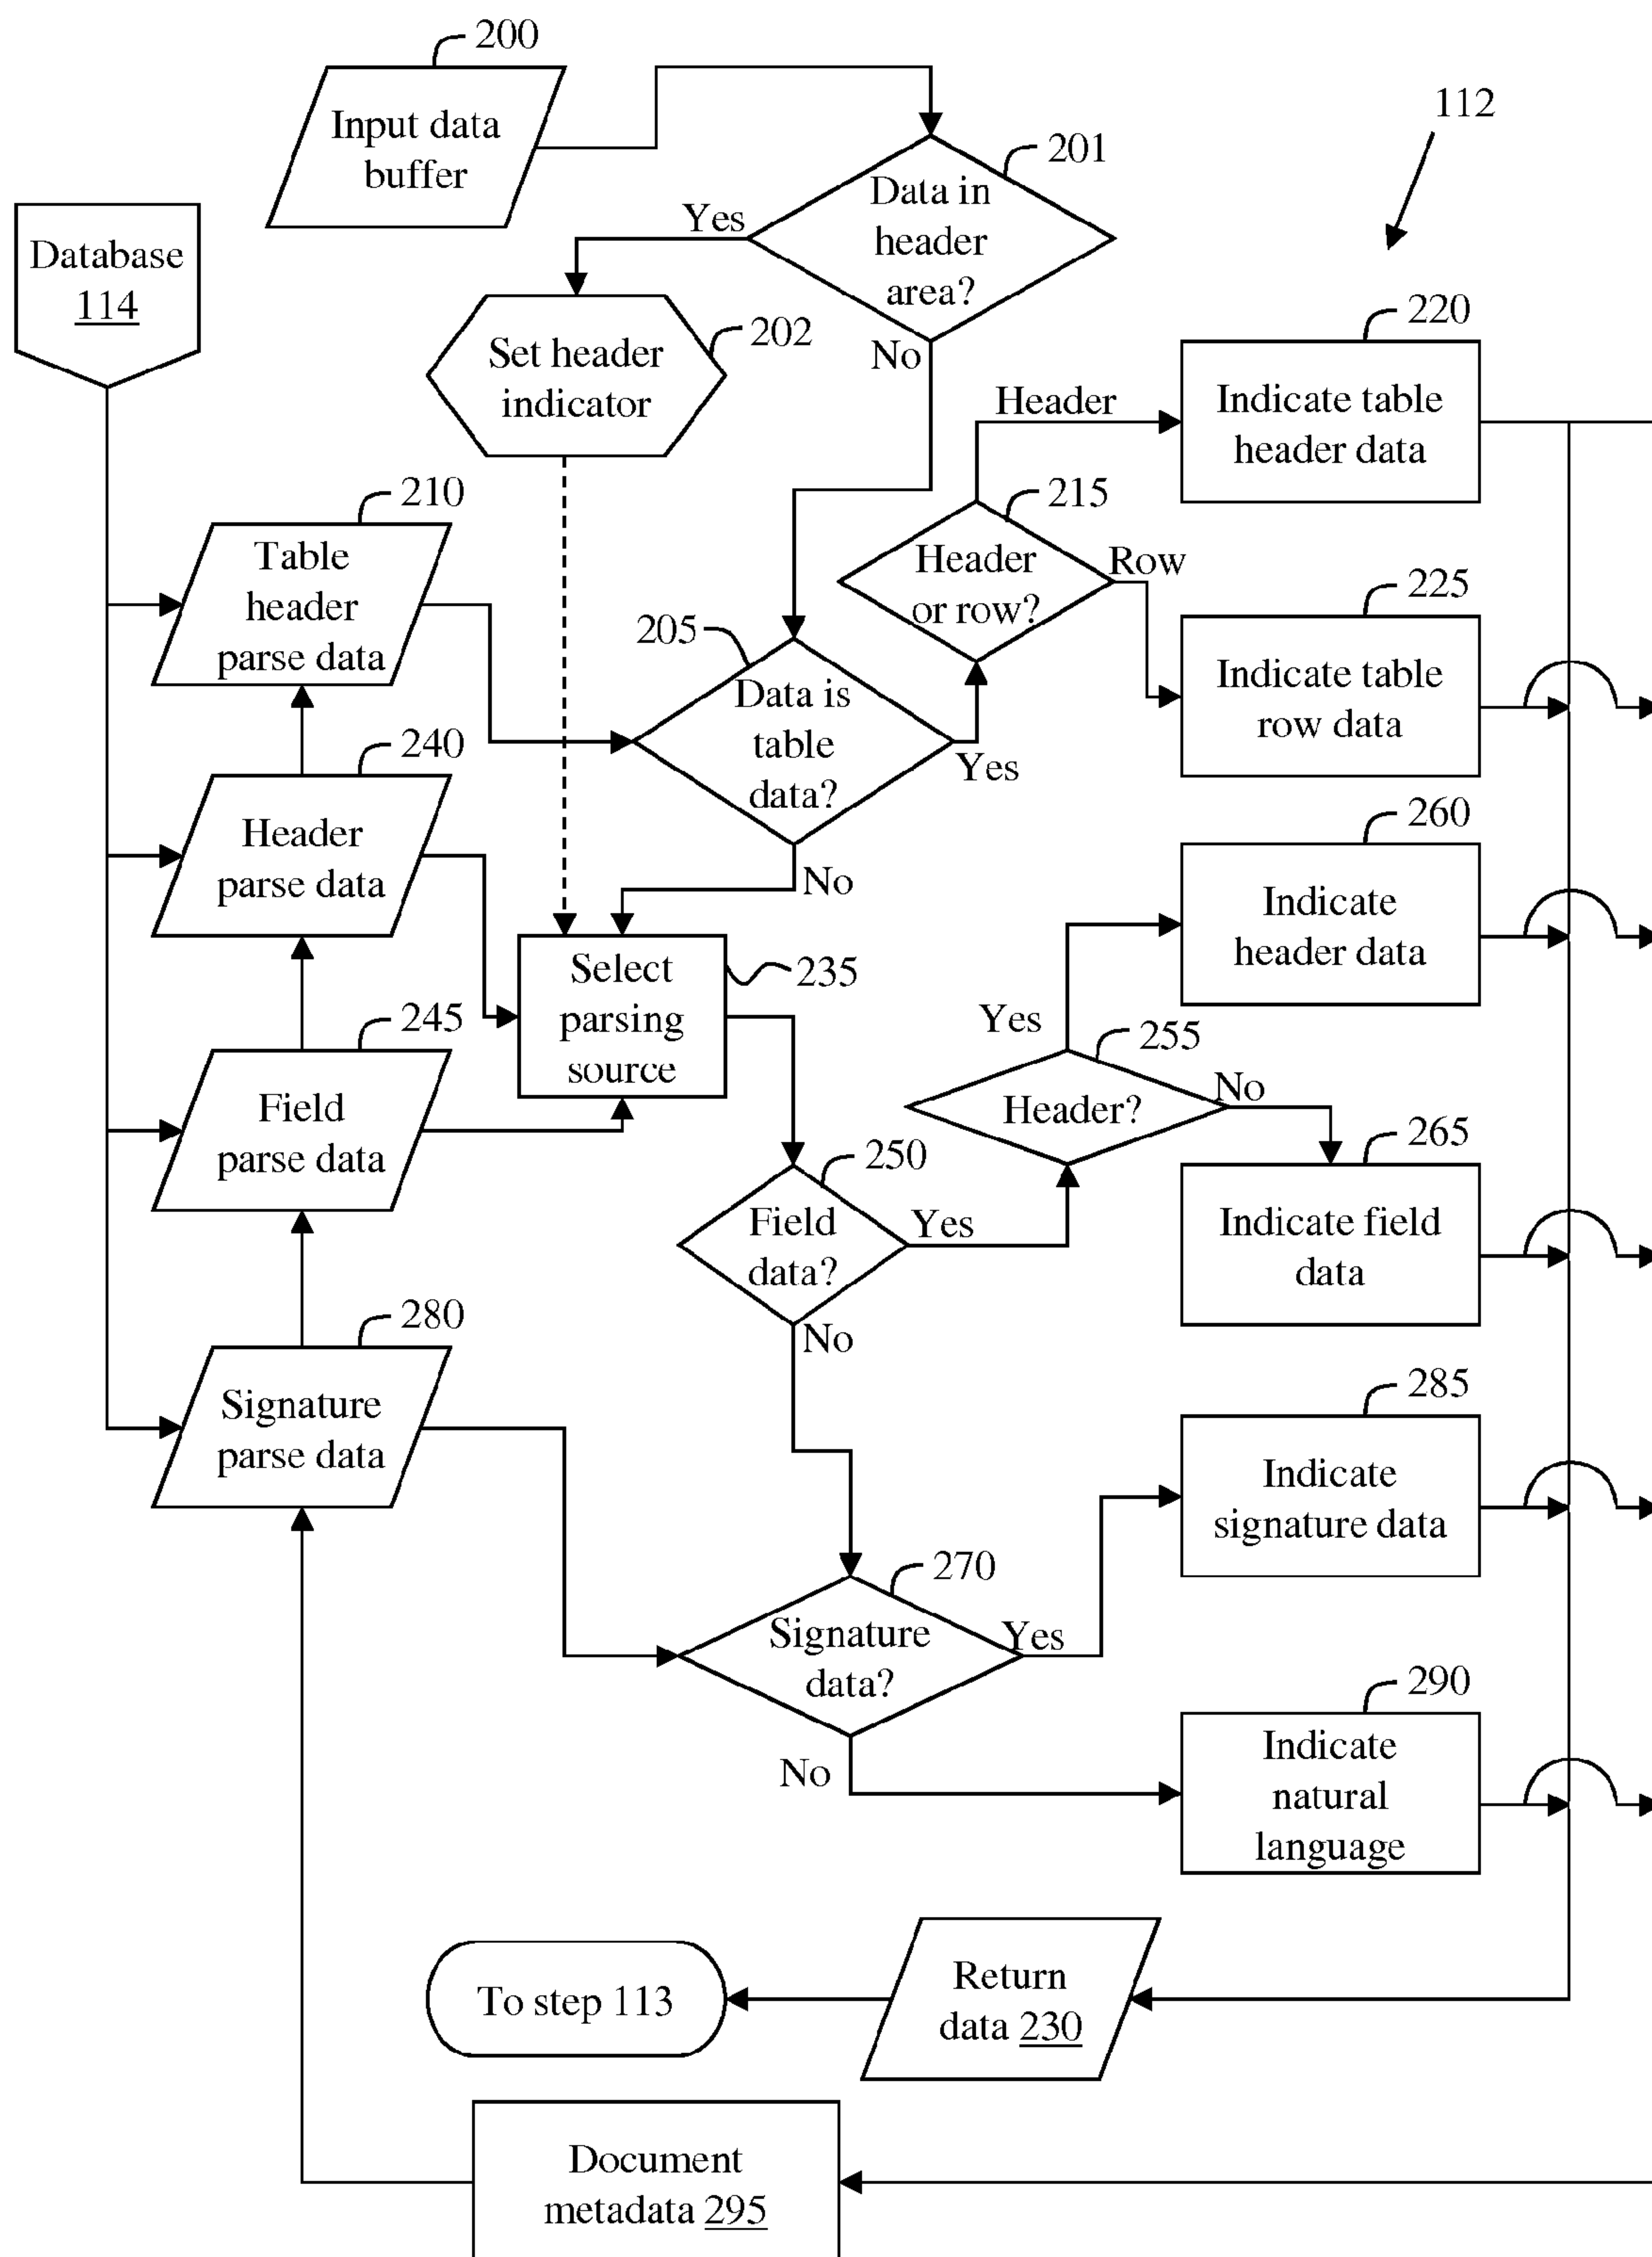 200
Input data
buffer
112
201
Data in
header
area?
Yes
No
Database
114
202
Set header
indicator
220
Indicate table
header data
Header
210
Table
header
parse data
215
Header
or row?
Row
225
Indicate table
row data
205
Data is
table
data?
Yes
No
240
Header
parse data
260
Indicate
header data
235
Select
parsing
source
Yes
245
Field
parse data
255
Header?
No
265
Indicate field
data
250
Field
data?
Yes
No
280
Signature
parse data
285
Indicate
signature data
270
Signature
data?
Yes
No
290
Indicate
natural
language
To step 113
Return
data 230
Document
metadata 295